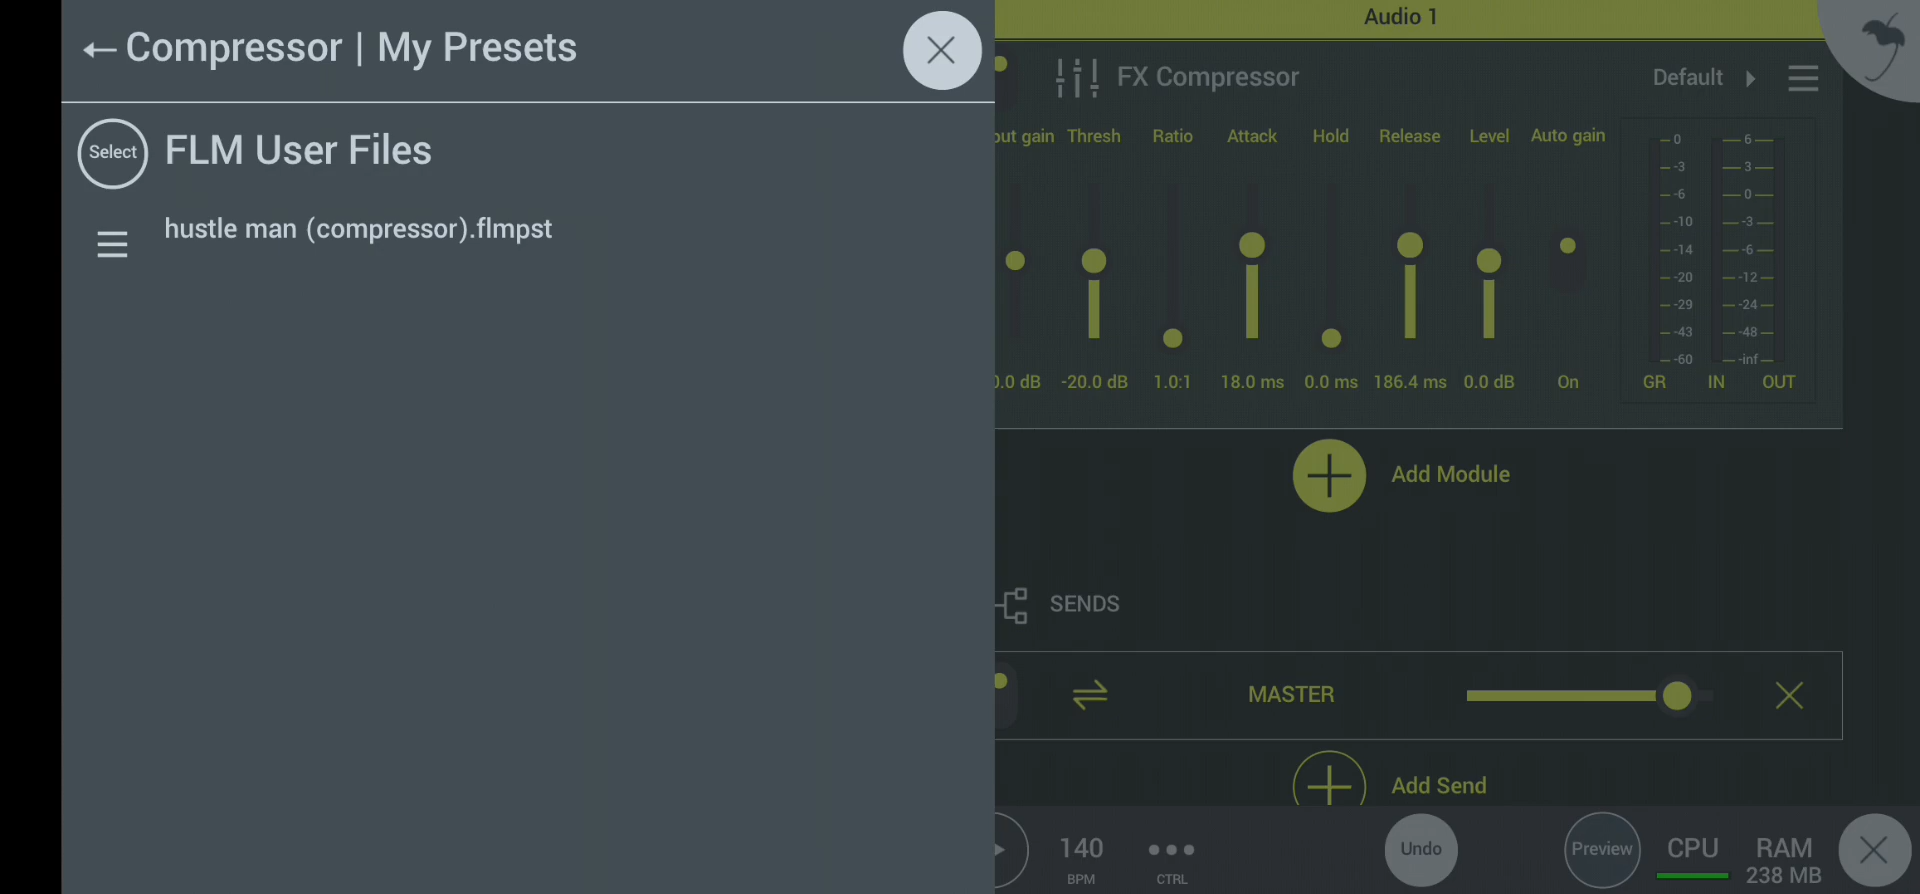 Compressor | My Presets
Select
FLM User Files
hustle man (compressor).flmpst
Audio 1
FX Compressor
Default
gain Thresh Ratio Attack Hold Release Level Auto gain
-20.0 dB 1.0:1 18.0 ms 0.0 ms 186.4 ms 0.0 dB On
0
-3
-6
-10
-14
-20
-29
-43
-60
6
3
0
-3
-6
-12
-24
-48
-inf
GR IN OUT
Add Module
SENDS
MASTER
Add Send
140
BPM
CTRL
Undo
Preview
CPU
RAM
238 MB